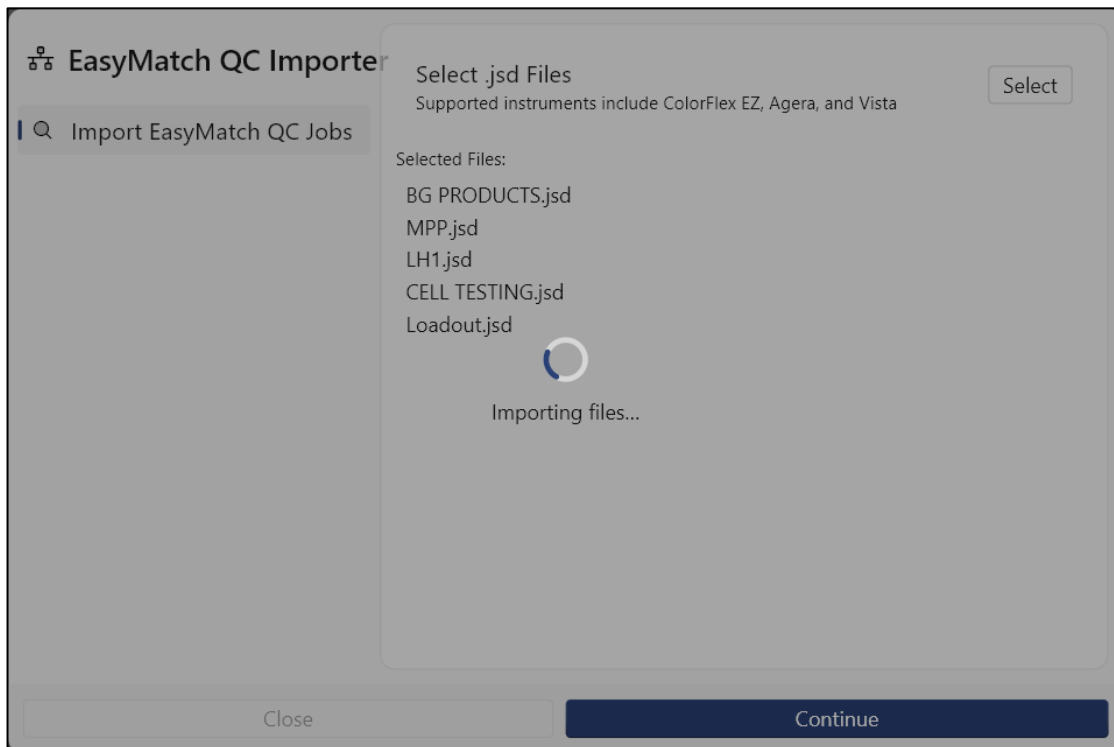 EasyMatch QC Importer
Import EasyMatch QC Jobs
Select .jsd Files
Supported instruments include ColorFlex EZ, Agera, and Vista
Select
Selected Files:
BG PRODUCTS.jsd
MPP.jsd
LH1.jsd
CELL TESTING.jsd
Loadout.jsd
Importing files...
Close
Continue